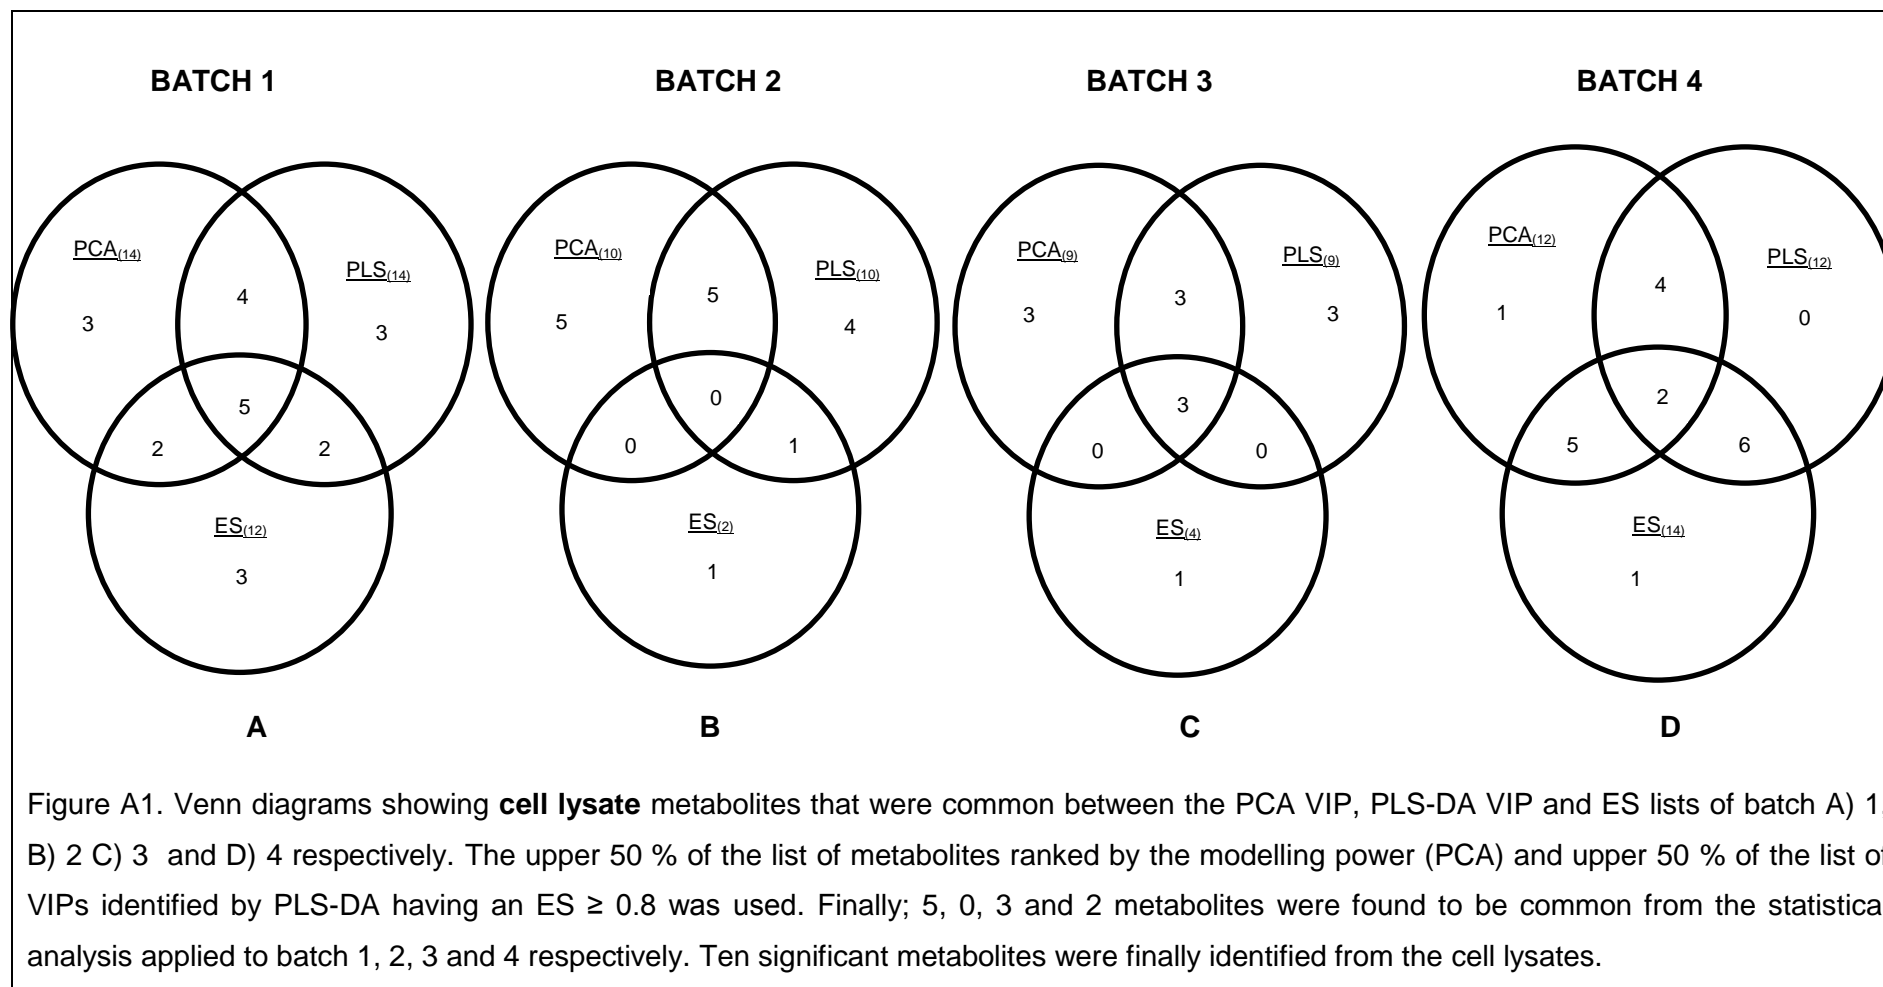 BATCH 1 BATCH 2 BATCH 3 BATCH 4
PCA(14) PLS(14) 4 3 3 5 2 2 ES(12) 3
PCA(10) PLS(10) 5 5 4 0 0 1 ES(2) 1
PCA(9) PLS(9) 3 3 3 3 0 0 ES(4) 1
PCA(12) PLS(12) 4 1 0 2 5 6 ES(14) 1
A B C D
Figure A1. Venn diagrams showing cell lysate metabolites that were common between the PCA VIP, PLS-DA VIP and ES lists of batch A) 1,
B) 2 C) 3 and D) 4 respectively. The upper 50 % of the list of metabolites ranked by the modelling power (PCA) and upper 50 % of the list of
VIPs identified by PLS-DA having an ES ≥ 0.8 was used. Finally; 5, 0, 3 and 2 metabolites were found to be common from the statistical
analysis applied to batch 1, 2, 3 and 4 respectively. Ten significant metabolites were finally identified from the cell lysates.